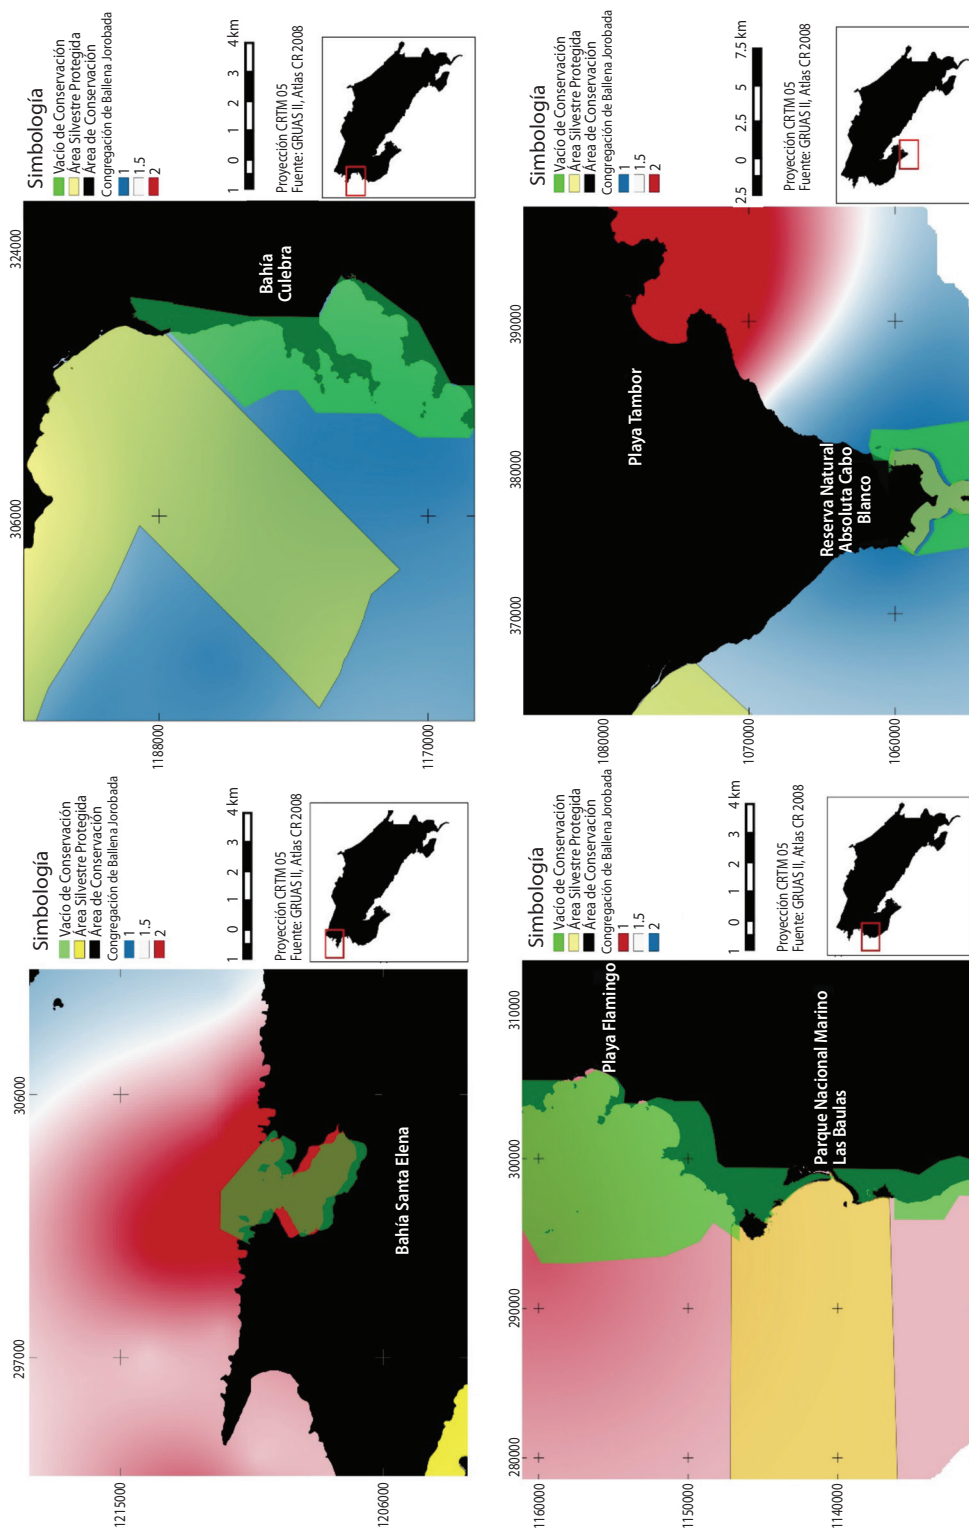 1215000
1206000
297000
306000
Bahía Santa Elena
Simbología
Vacío de Conservación
Área Silvestre Protegida
Área de Conservación
Congregación de Ballena Jorobada
1
1.5
2
1 0 1 2 3 4 km
Proyección CRTM 05
Fuente: GRUAS II, Atlas CR 2008
1188000
1170000
306000
324000
Bahía
Culebra
Simbología
Vacío de Conservación
Área Silvestre Protegida
Área de Conservación
Congregación de Ballena Jorobada
1
1.5
2
1 0 1 2 3 4 km
Proyección CRTM 05
Fuente: GRUAS II, Atlas CR 2008
1160000
1150000
1140000
280000
290000
300000
310000
Playa Flamingo
Parque Nacional Marino
Las Baulas
Simbología
Vacío de Conservación
Área Silvestre Protegida
Área de Conservación
Congregación de Ballena Jorobada
1
1.5
2
1 0 1 2 3 4 km
Proyección CRTM 05
Fuente: GRUAS II, Atlas CR 2008
1080000
1070000
1060000
370000
380000
390000
Playa Tambor
Reserva Natural
Absoluta Cabo
Blanco
Simbología
Vacío de Conservación
Área Silvestre Protegida
Área de Conservación
Congregación de Ballena Jorobada
1
1.5
2
2.5 0 2.5 5 7.5 km
Proyección CRTM 05
Fuente: GRUAS II, Atlas CR 2008